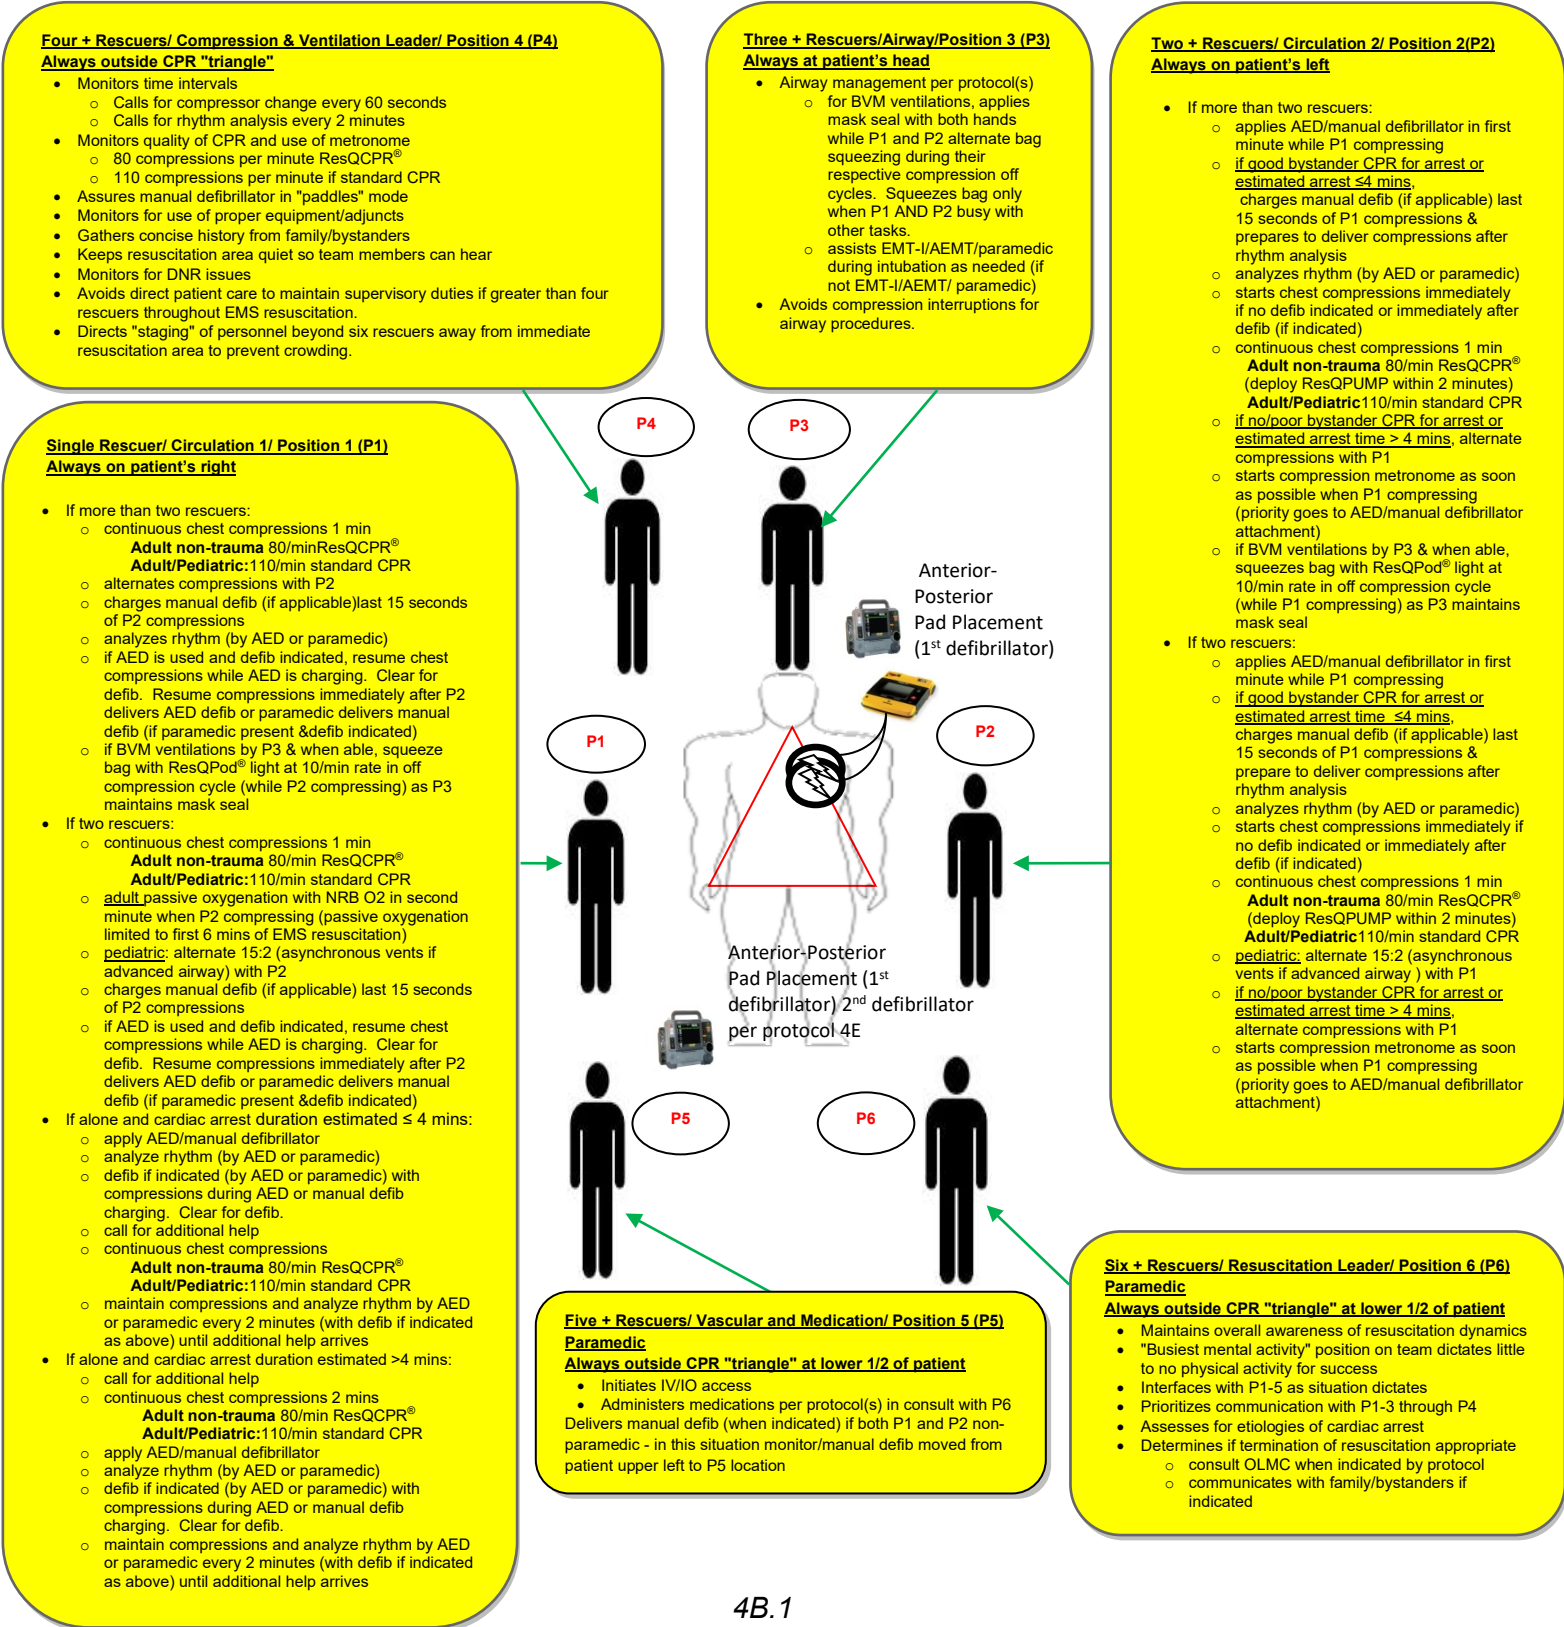 Four + Rescuers/ Compression & Ventilation Leader/ Position 4 (P4)
Always outside CPR "triangle"
• Monitors time intervals
o Calls for compressor change every 60 seconds
o Calls for rhythm analysis every 2 minutes
• Monitors quality of CPR and use of metronome
o 80 compressions per minute ResQCPR®
o 110 compressions per minute if standard CPR
• Assures manual defibrillator in "paddles" mode
• Monitors for use of proper equipment/adjuncts
• Gathers concise history from family/bystanders
• Keeps resuscitation area quiet so team members can hear
• Monitors for DNR issues
• Avoids direct patient care to maintain supervisory duties if greater than four
rescuers throughout EMS resuscitation.
• Directs "staging" of personnel beyond six rescuers away from immediate
resuscitation area to prevent crowding.
Three + Rescuers/Airway/Position 3 (P3)
Always at patient's head
• Airway management per protocol(s)
o for BVM ventilations, applies
mask seal with both hands
while P1 and P2 alternate bag
squeezing during their
respective compression off
cycles. Squeezes bag only
when P1 AND P2 busy with
other tasks.
o assists EMT-I/AEMT/paramedic
during intubation as needed (if
not EMT-I/AEMT/ paramedic)
• Avoids compression interruptions for
airway procedures.
Two + Rescuers/ Circulation 2/ Position 2(P2)
Always on patient's left
• If more than two rescuers:
o applies AED/manual defibrillator in first
minute while P1 compressing
o if good bystander CPR for arrest or
estimated arrest ≤4 mins,
charges manual defib (if applicable) last
15 seconds of P1 compressions &
prepares to deliver compressions after
rhythm analysis
o analyzes rhythm (by AED or paramedic)
o starts chest compressions immediately
if no defib indicated or immediately after
defib (if indicated)
o continuous chest compressions 1 min
Adult non-trauma 80/min ResQCPR®
(deploy ResQPUMP within 2 minutes)
Adult/Pediatric110/min standard CPR
o if no/poor bystander CPR for arrest or
estimated arrest time > 4 mins, alternate
compressions with P1
o starts compression metronome as soon
as possible when P1 compressing
(priority goes to AED/manual defibrillator
attachment)
o if BVM ventilations by P3 & when able,
squeezes bag with ResQPod® light at
10/min rate in off compression cycle
(while P1 compressing) as P3 maintains
mask seal
• If two rescuers:
o applies AED/manual defibrillator in first
minute while P1 compressing
o if good bystander CPR for arrest or
estimated arrest time ≤4 mins,
charges manual defib (if applicable) last
15 seconds of P1 compressions &
prepare to deliver compressions after
rhythm analysis
o analyzes rhythm (by AED or paramedic)
o starts chest compressions immediately if
no defib indicated or immediately after
defib (if indicated)
o continuous chest compressions 1 min
Adult non-trauma 80/min ResQCPR®
(deploy ResQPUMP within 2 minutes)
Adult/Pediatric110/min standard CPR
o pediatric: alternate 15:2 (asynchronous
vents if advanced airway ) with P1
o if no/poor bystander CPR for arrest or
estimated arrest time > 4 mins,
alternate compressions with P1
o starts compression metronome as soon
as possible when P1 compressing
(priority goes to AED/manual defibrillator
attachment)
Single Rescuer/ Circulation 1/ Position 1 (P1)
Always on patient's right
• If more than two rescuers:
o continuous chest compressions 1 min
Adult non-trauma 80/minResQCPR®
Adult/Pediatric:110/min standard CPR
o alternates compressions with P2
o charges manual defib (if applicable)last 15 seconds
of P2 compressions
o analyzes rhythm (by AED or paramedic)
o if AED is used and defib indicated, resume chest
compressions while AED is charging. Clear for
defib. Resume compressions immediately after P2
delivers AED defib or paramedic delivers manual
defib (if paramedic present &defib indicated)
o if BVM ventilations by P3 & when able, squeeze
bag with ResQPod® light at 10/min rate in off
compression cycle (while P2 compressing) as P3
maintains mask seal
• If two rescuers:
o continuous chest compressions 1 min
Adult non-trauma 80/min ResQCPR®
Adult/Pediatric:110/min standard CPR
o adult passive oxygenation with NRB O2 in second
minute when P2 compressing (passive oxygenation
limited to first 6 mins of EMS resuscitation)
o pediatric: alternate 15:2 (asynchronous vents if
advanced airway) with P2
o charges manual defib (if applicable) last 15 seconds
of P2 compressions
o if AED is used and defib indicated, resume chest
compressions while AED is charging. Clear for
defib. Resume compressions immediately after P2
delivers AED defib or paramedic delivers manual
defib (if paramedic present &defib indicated)
• If alone and cardiac arrest duration estimated ≤ 4 mins:
o apply AED/manual defibrillator
o analyze rhythm (by AED or paramedic)
o defib if indicated (by AED or paramedic) with
compressions during AED or manual defib
charging. Clear for defib.
o call for additional help
o continuous chest compressions
Adult non-trauma 80/min ResQCPR®
Adult/Pediatric:110/min standard CPR
o maintain compressions and analyze rhythm by AED
or paramedic every 2 minutes (with defib if indicated
as above) until additional help arrives
• If alone and cardiac arrest duration estimated >4 mins:
o call for additional help
o continuous chest compressions 2 mins
Adult non-trauma 80/min ResQCPR®
Adult/Pediatric:110/min standard CPR
o apply AED/manual defibrillator
o analyze rhythm (by AED or paramedic)
o defib if indicated (by AED or paramedic) with
compressions during AED or manual defib
charging. Clear for defib.
o maintain compressions and analyze rhythm by AED
or paramedic every 2 minutes (with defib if indicated
as above) until additional help arrives
P4
P3
Anterior-
Posterior
Pad Placement
(1st defibrillator)
P1
P2
Anterior-Posterior
Pad Placement (1st
defibrillator) 2nd defibrillator
per protocol 4E
P5
P6
Five + Rescuers/ Vascular and Medication/ Position 5 (P5)
Paramedic
Always outside CPR "triangle" at lower 1/2 of patient
• Initiates IV/IO access
• Administers medications per protocol(s) in consult with P6
Delivers manual defib (when indicated) if both P1 and P2 non-
paramedic - in this situation monitor/manual defib moved from
patient upper left to P5 location
Six + Rescuers/ Resuscitation Leader/ Position 6 (P6)
Paramedic
Always outside CPR "triangle" at lower 1/2 of patient
• Maintains overall awareness of resuscitation dynamics
• "Busiest mental activity" position on team dictates little
to no physical activity for success
• Interfaces with P1-5 as situation dictates
• Prioritizes communication with P1-3 through P4
• Assesses for etiologies of cardiac arrest
• Determines if termination of resuscitation appropriate
o consult OLMC when indicated by protocol
o communicates with family/bystanders if
indicated
4B.1